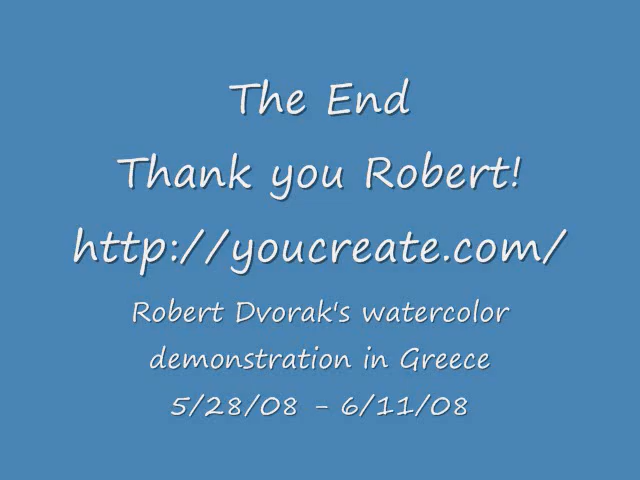 The End
Thank you Robert!
http://youcreate.com/
Robert Dvorak's watercolor
demonstration in Greece
5/28/08 - 6/11/08